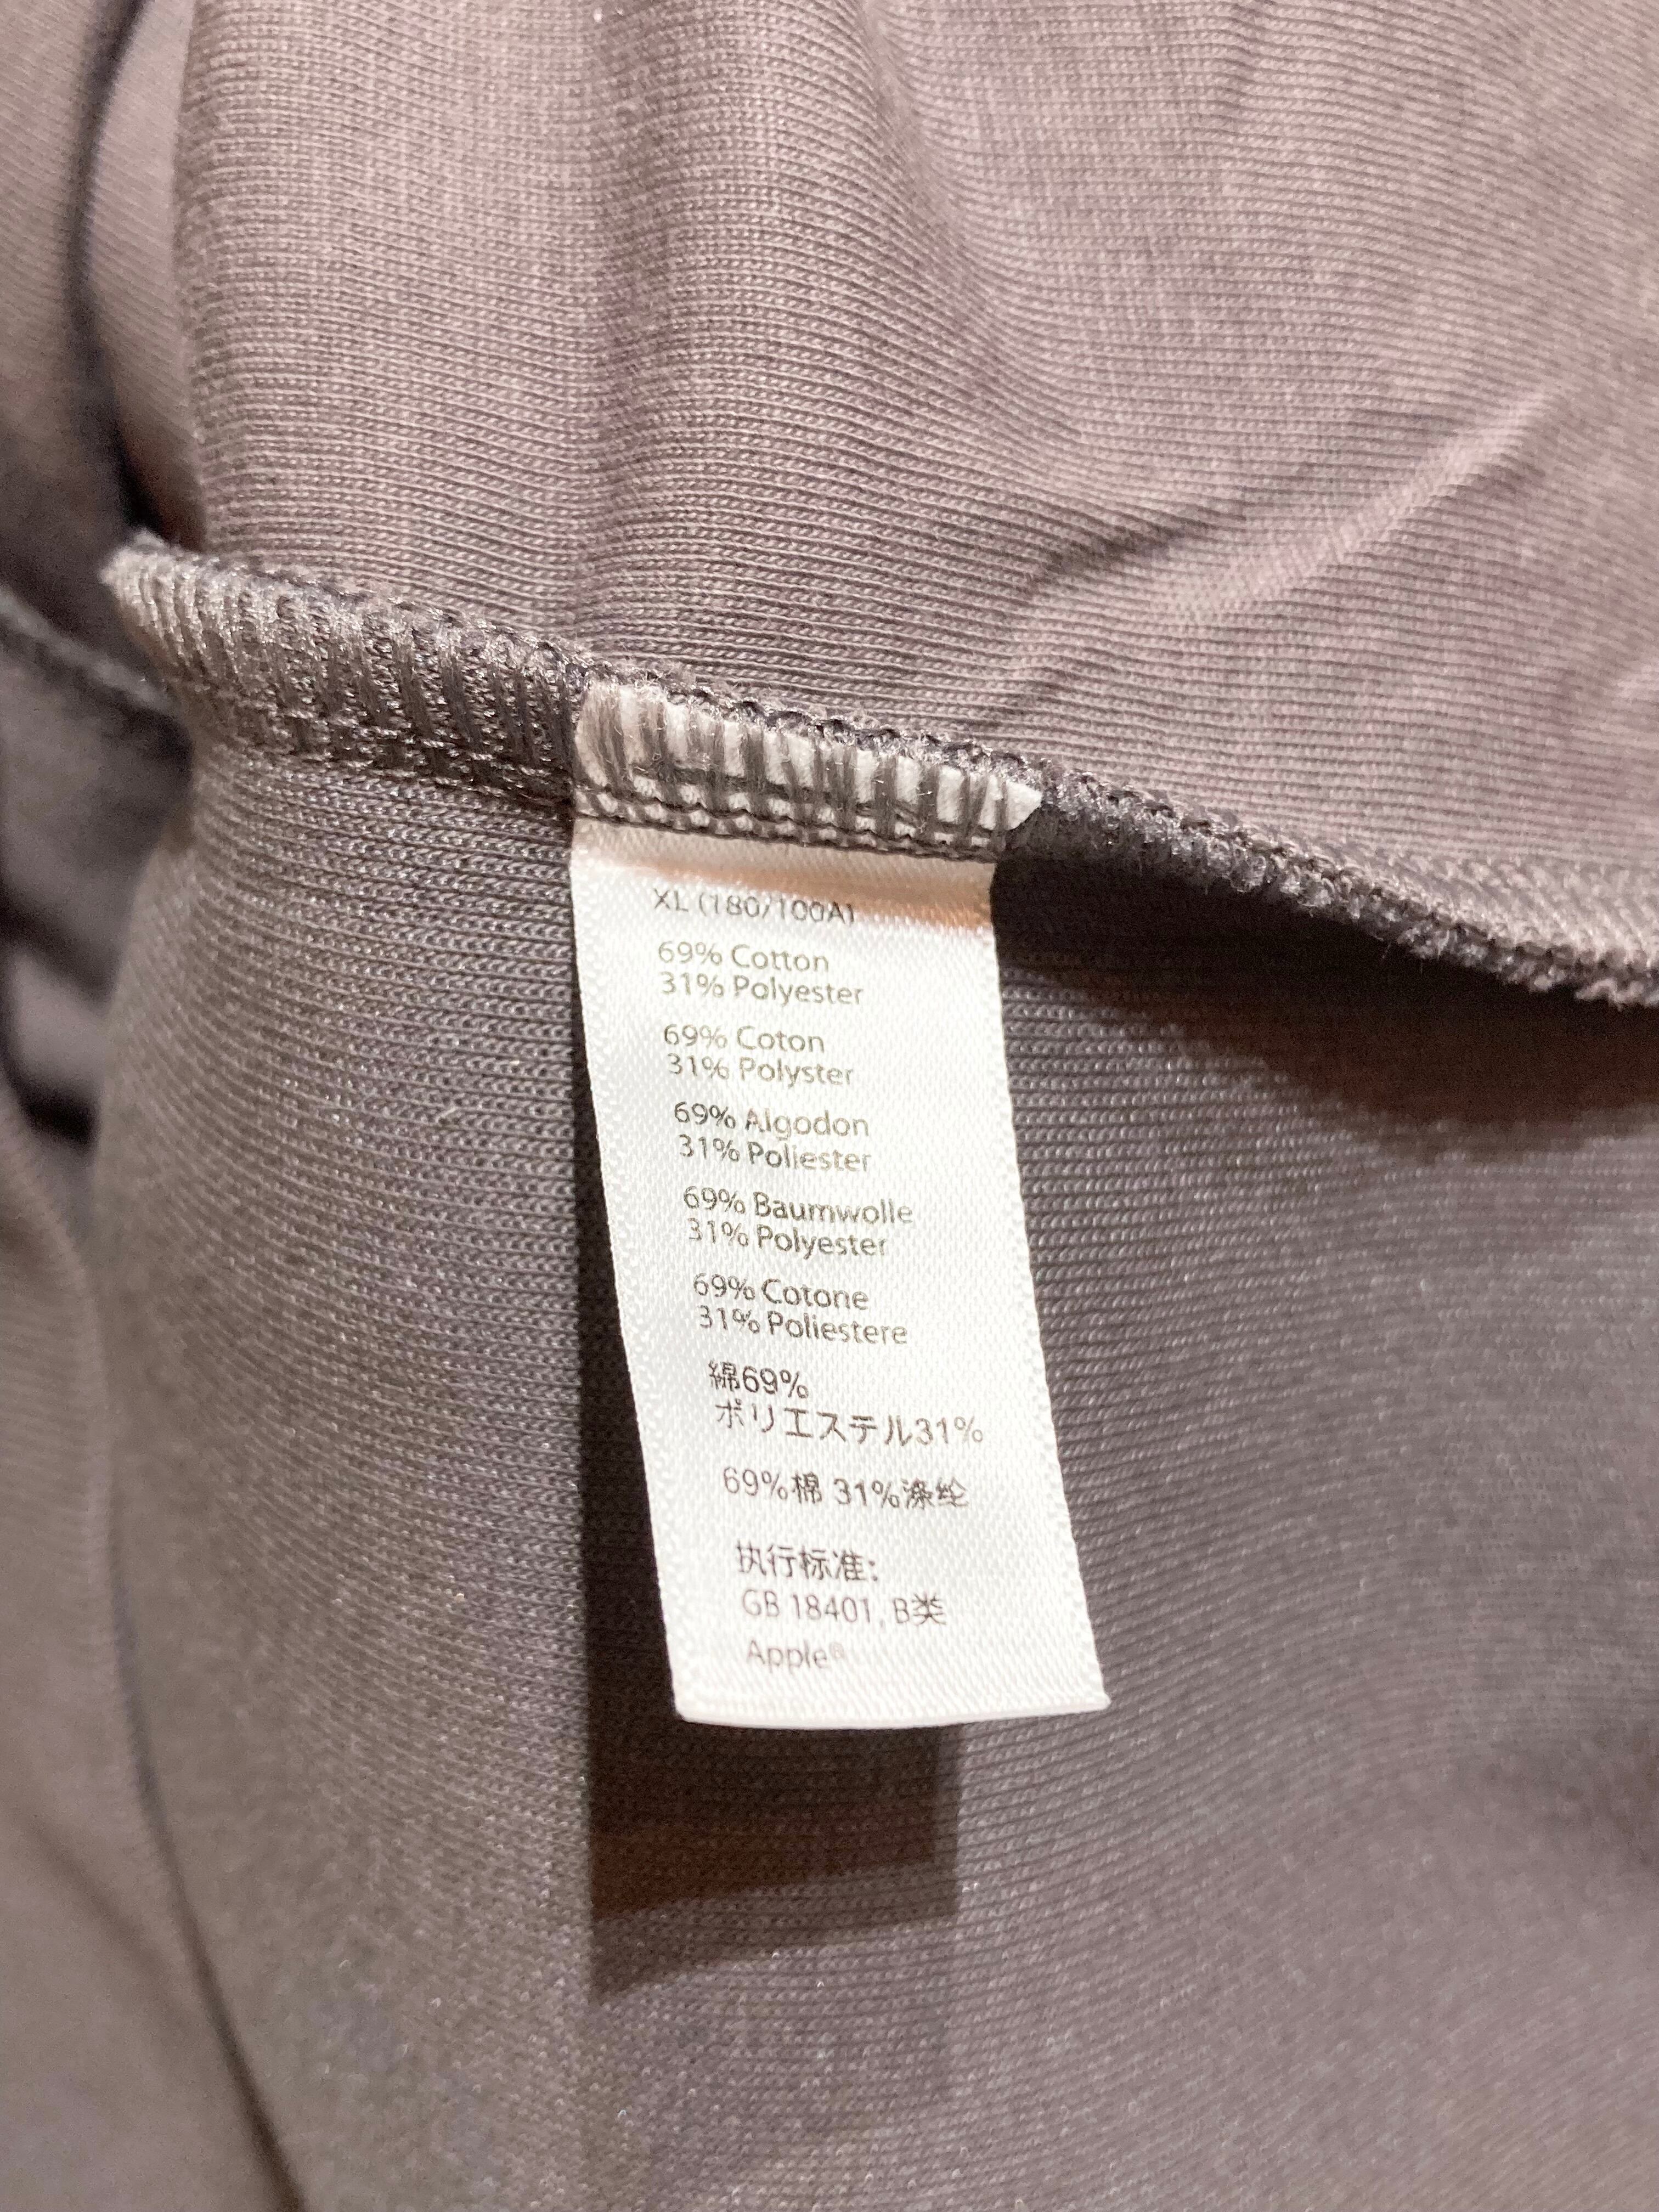 XL (180/100A)
69% Cotton
31% Polyester
69% Coton
31% Polyster
69% Algodon
31% Poliester
69% Baumwolle
31% Polyester
69% Cotone
31% Poliestere
綿69%
ポリエステル31%
69%棉 31%涤纶
执行标准:
GB 18401, B类
Apple®